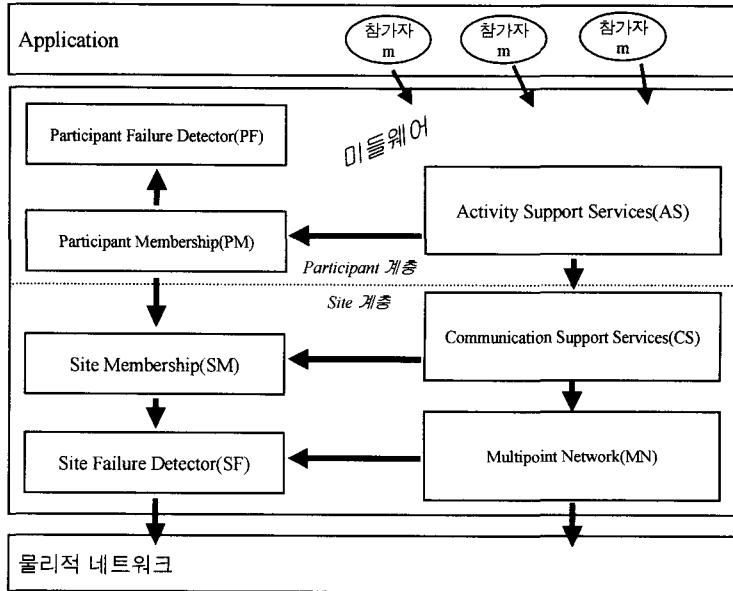 Application
참가자
m
참가자
m
참가자
m
미들웨어
Participant Failure Detector(PF)
Activity Support Services(AS)
Participant Membership(PM)
Participant 계층
Site 계층
Communication Support Services(CS)
Site Membership(SM)
Site Failure Detector(SF)
Multipoint Network(MN)
물리적 네트워크